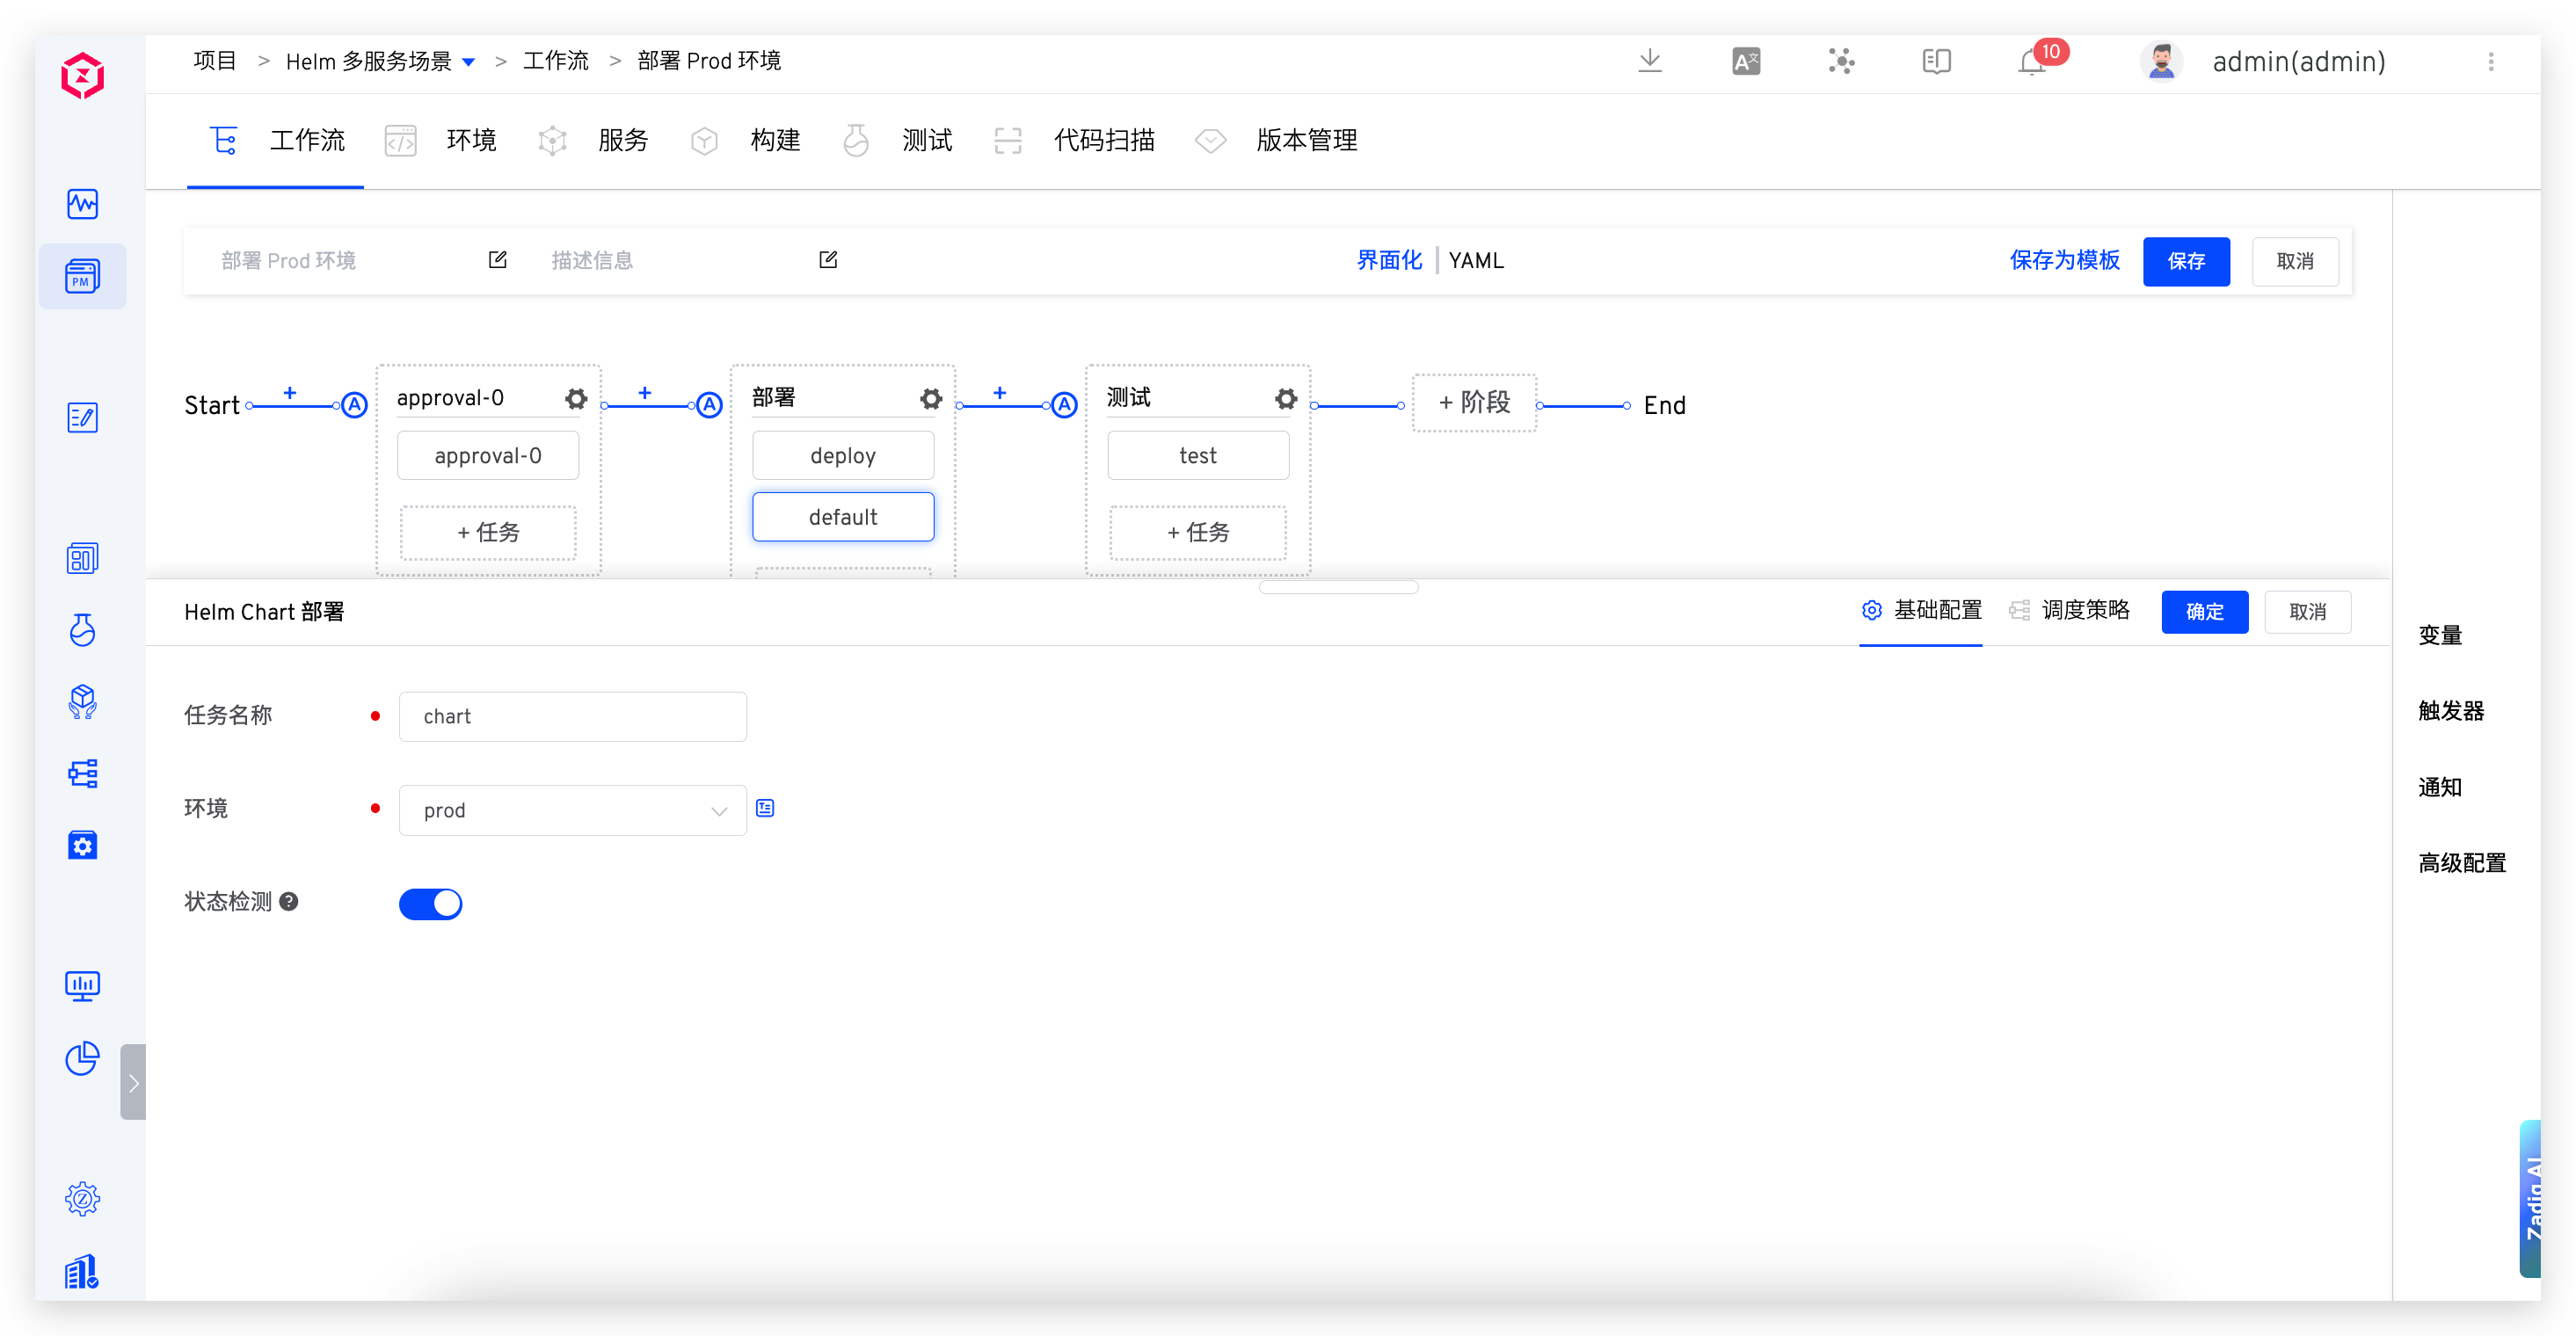 项目 > Helm 多服务场景 > 工作流 > 部署 Prod 环境
10
admin(admin)
PM
工作流 环境 服务 构建 测试 代码扫描 版本管理
部署 Prod 环境 描述信息 界面化 YAML 保存为模板 保存 取消
Start + A approval-0 + A 部署 + A 测试 + 阶段 End
approval-0 deploy test
default
+ 任务 + 任务
Helm Chart 部署 基础配置 调度策略 确定 取消
任务名称 chart
环境 prod
状态检测
变量
触发器
通知
高级配置
Zadig AI